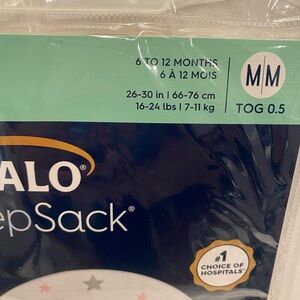 6 TO 12 MONTHS
6 À 12 MOIS
M|M
26-30 in | 66-76 cm
16-24 lbs | 7-11 kg
TOG 0.5
ALO®
epSack®
#1
CHOICE OF
HOSPITALS